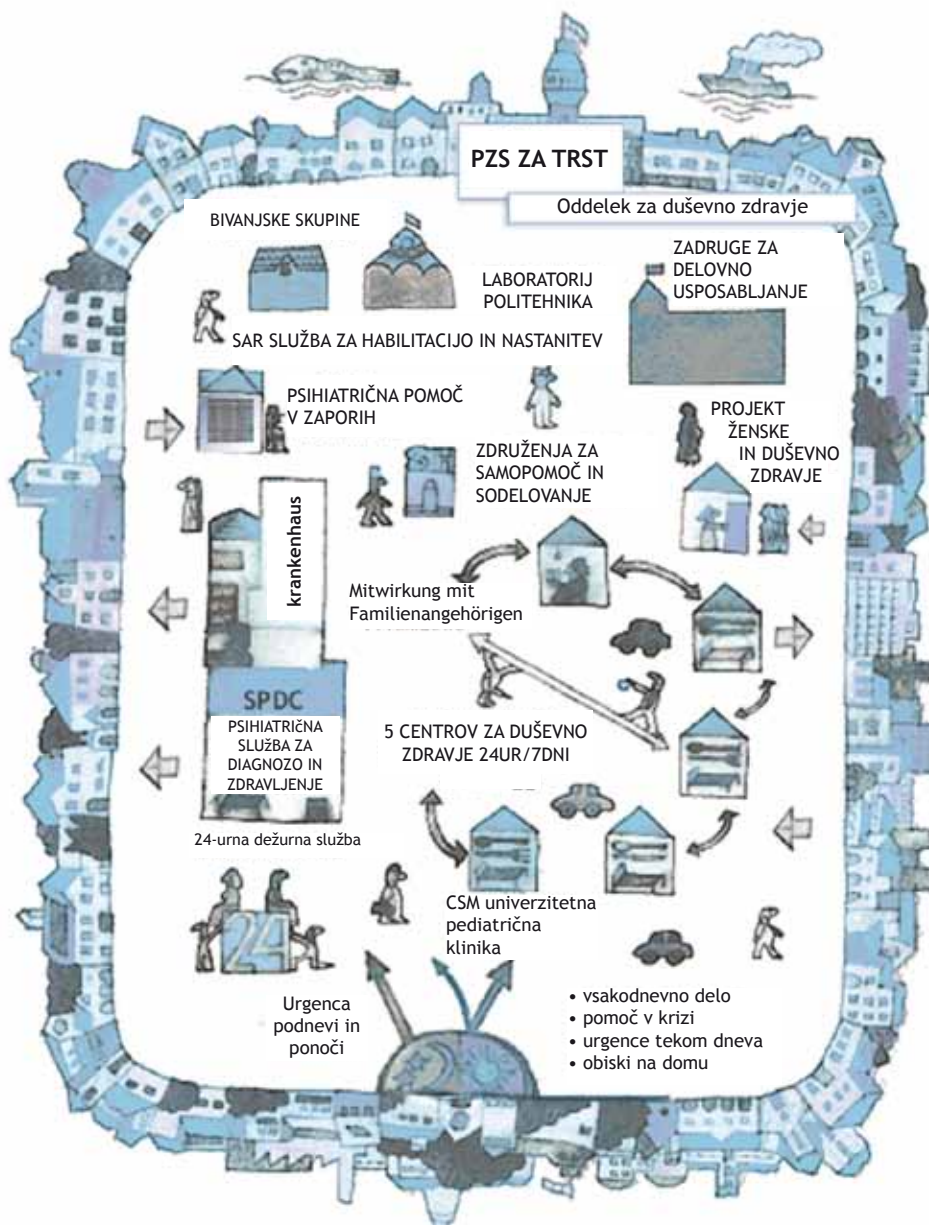 PZS ZA TRST
Oddelek za duševno zdravje
BIVANJSKE SKUPINE
LABORATORIJ
POLITEHNIKA
ZADRUGE ZA
DELOVNO
USPOSABLJANJE
SAR SLUŽBA ZA HABILITACIJO IN NASTANITEV
PSIHIATRIČNA POMOČ
V ZAPORIH
ZDRUŽENJA ZA
SAMOPOMOČ IN
SODELOVANJE
PROJEKT
ŽENSKE
IN DUŠEVNO
ZDRAVJE
krankenhaus
Mitwirkung mit
Familienangehörigen
SPDC
PSIHIATRIČNA
SLUŽBA ZA
DIAGNOZO IN
ZDRAVLJENJE
5 CENTROV ZA DUŠEVNO
ZDRAVJE 24UR/7DNI
24-urna dežurna služba
24
CSM univerzitetna
pediatrična
klinika
Urgenca
podnevi in
ponoči
• vsakodnevno delo
• pomoč v krizi
• urgence tekom dneva
• obiski na domu